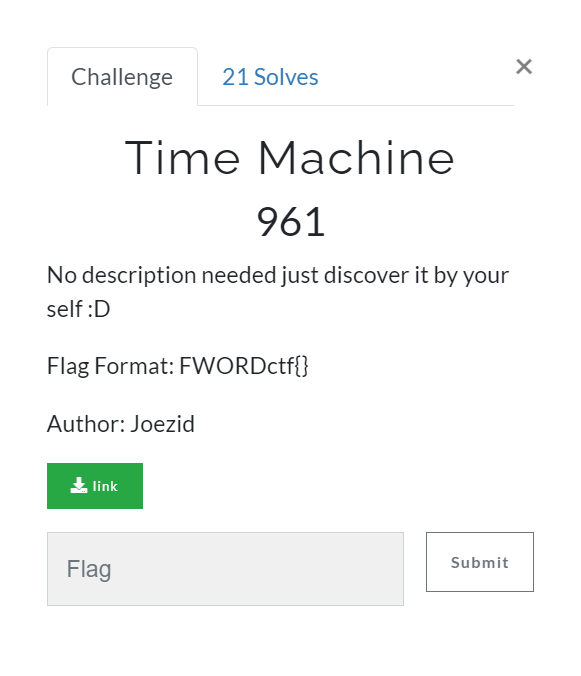 Challenge
21 Solves
×
Time Machine
961
No description needed just discover it by your
self :D
Flag Format: FWORDctf{}
Author: Joezid
link
Flag
Submit